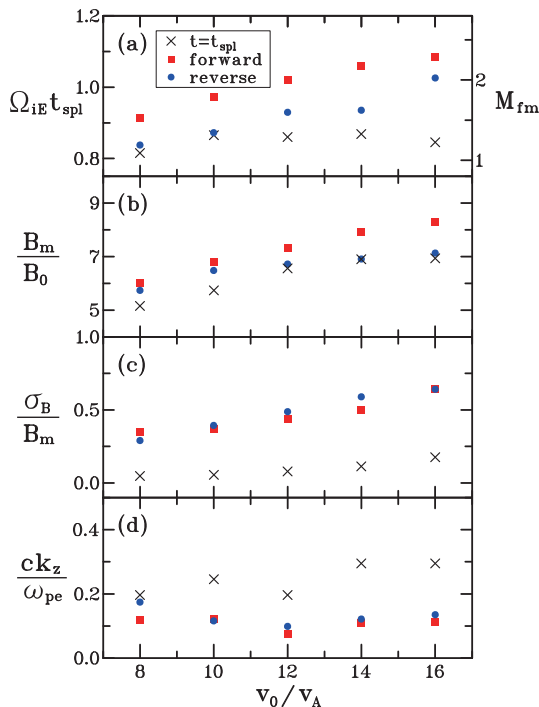 1.2
(a)
× t=t_spl
■ forward
● reverse
1.0
0.8
Ω_iE t_spl
2
1
M_fm
(b)
9
7
5
B_m
B_0
1.0
(c)
0.5
0.0
σ_B
B_m
(d)
0.4
0.2
0.0
ck_z
ω_pe
8 10 12 14 16
v_0/v_A